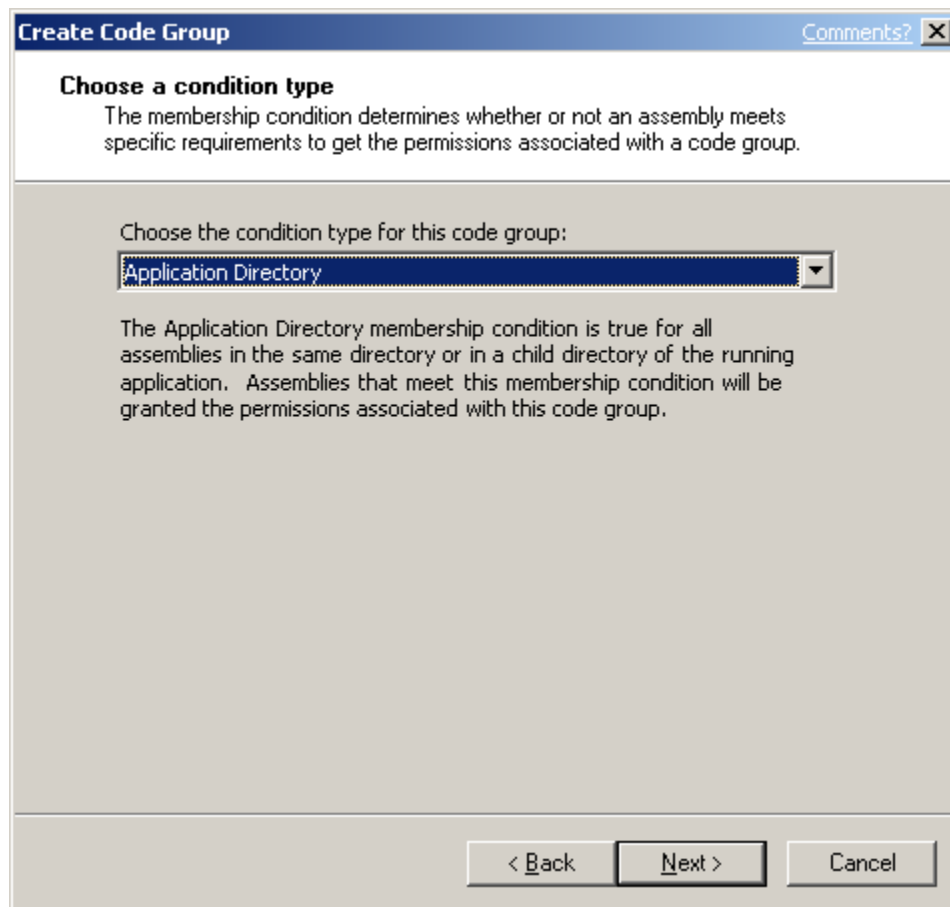 Create Code Group Comments?
Choose a condition type
The membership condition determines whether or not an assembly meets
specific requirements to get the permissions associated with a code group.
Choose the condition type for this code group:
Application Directory
The Application Directory membership condition is true for all
assemblies in the same directory or in a child directory of the running
application.  Assemblies that meet this membership condition will be
granted the permissions associated with this code group.
< Back Next > Cancel